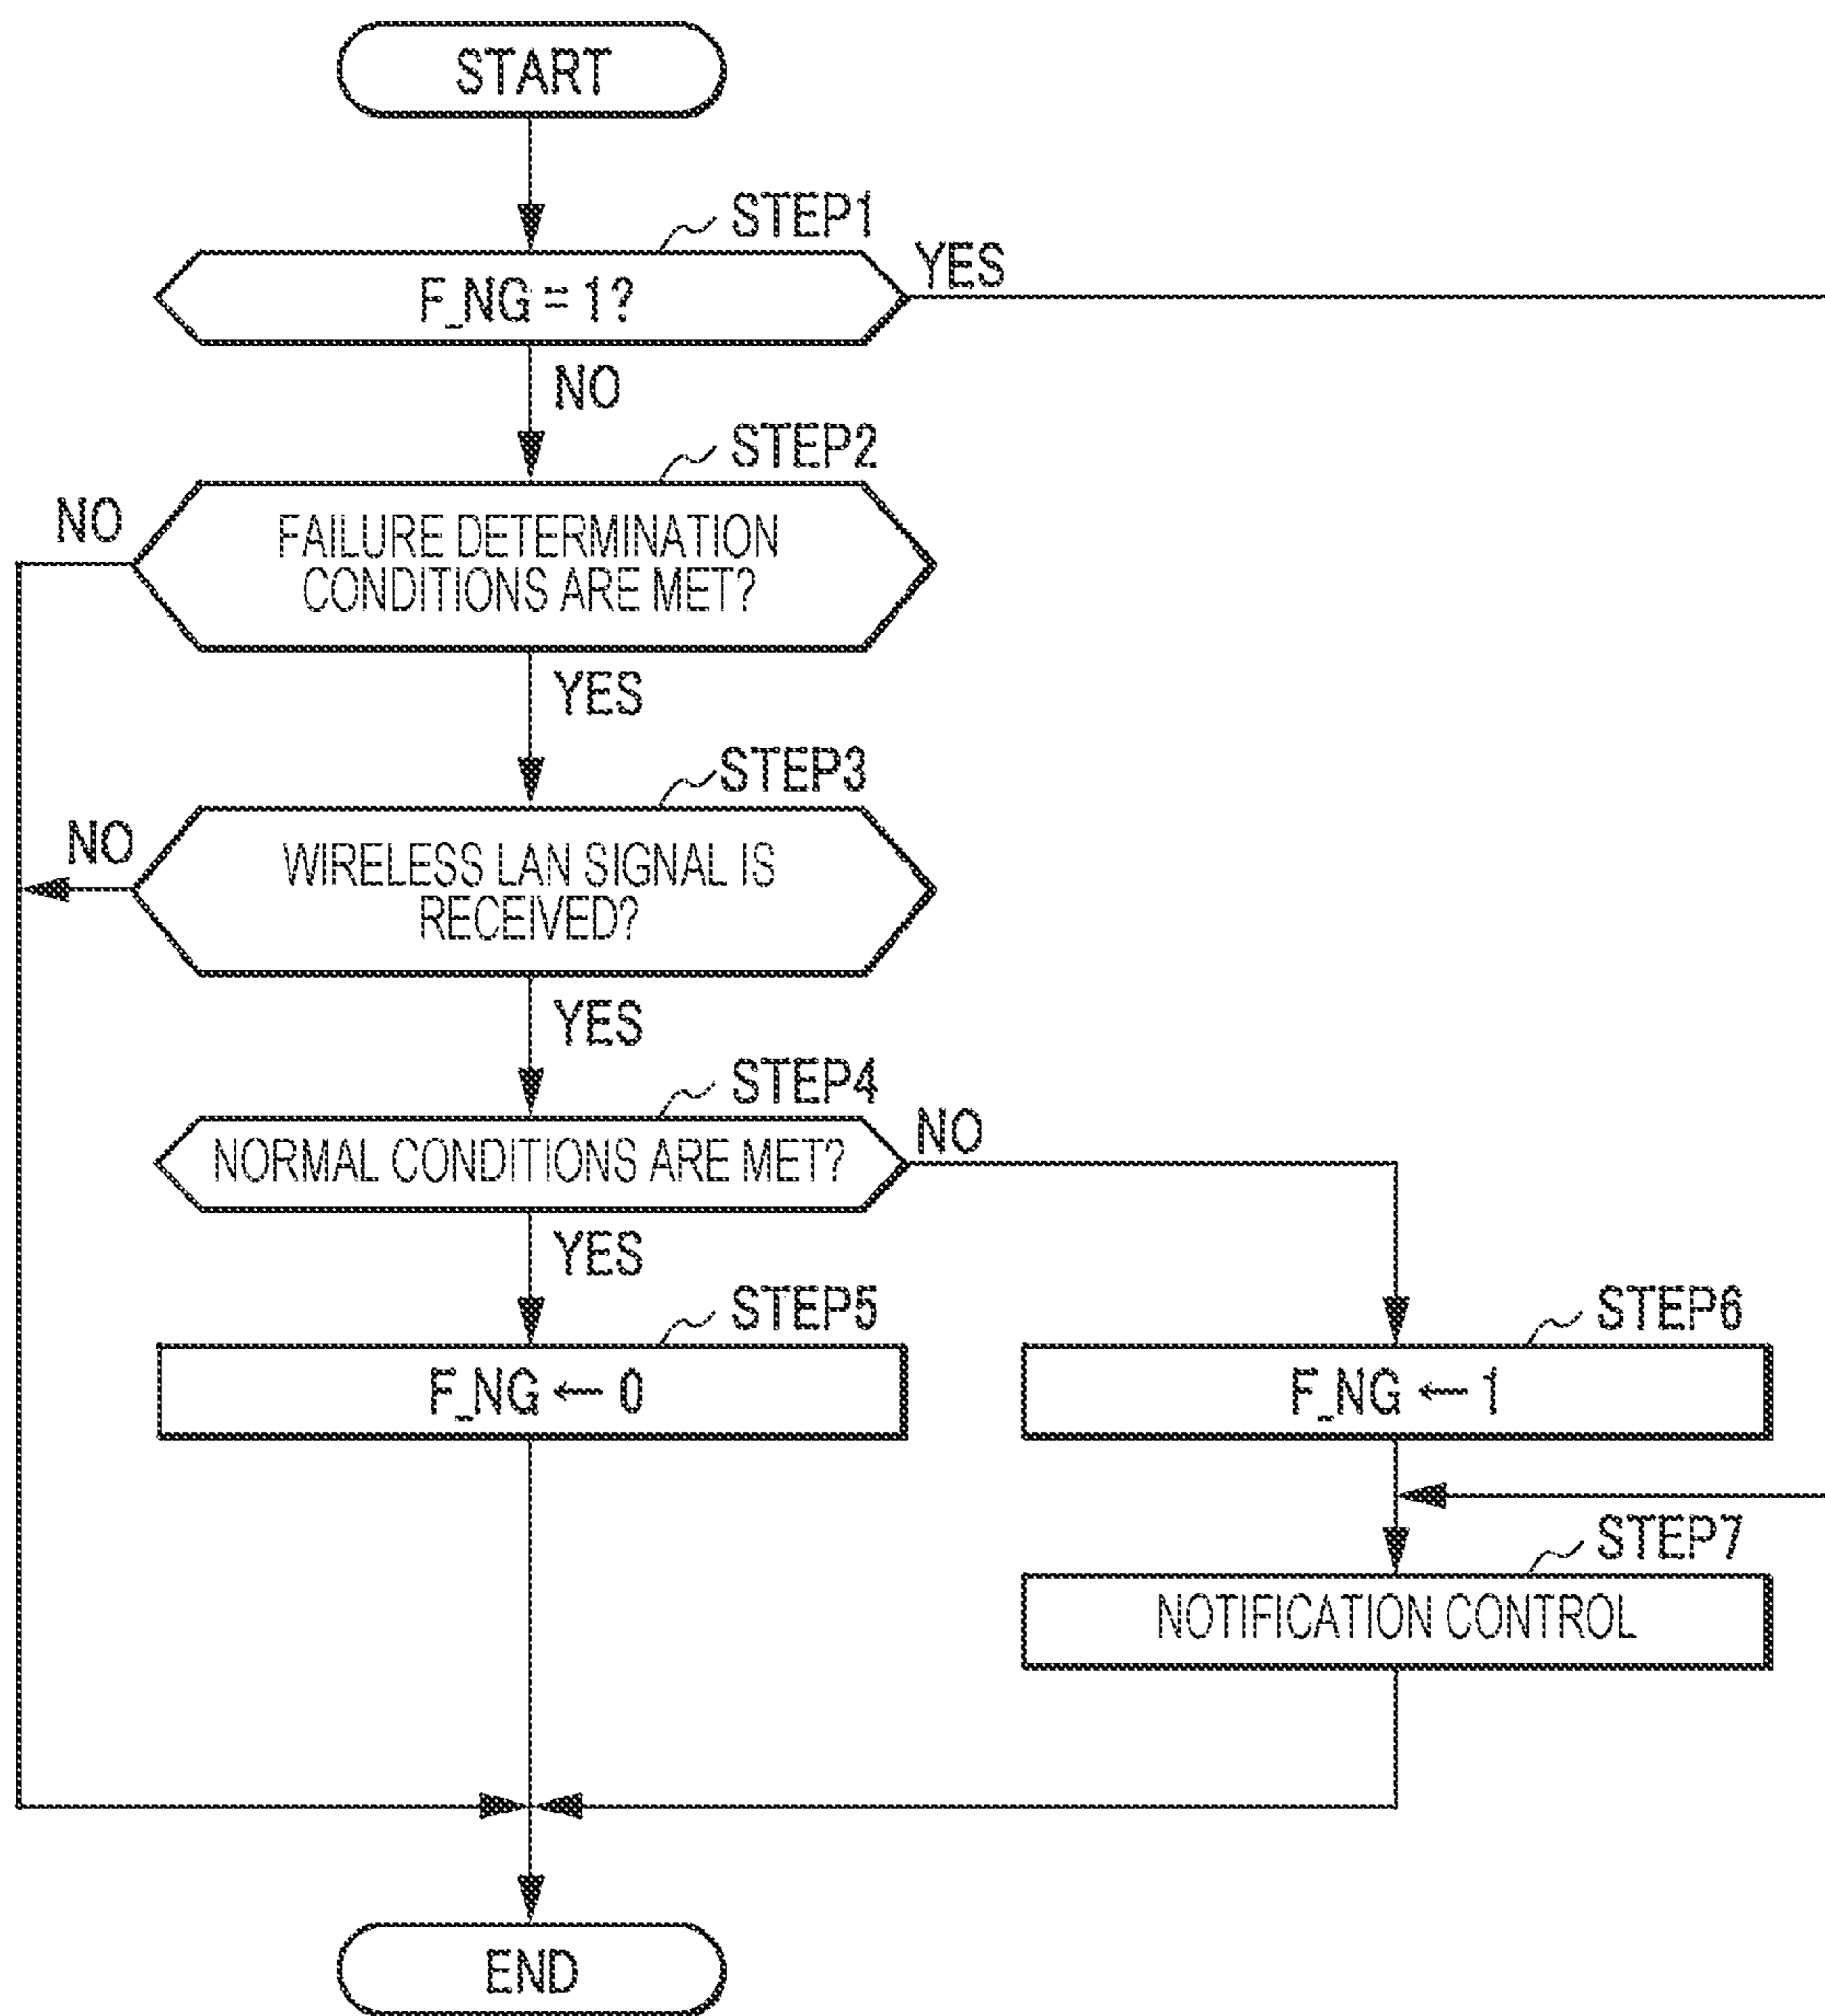 START
STEP1
F_NG = 1?
YES
NO
STEP2
NO
FAILURE DETERMINATION
CONDITIONS ARE MET?
YES
STEP3
NO
WIRELESS LAN SIGNAL IS
RECEIVED?
YES
STEP4
NORMAL CONDITIONS ARE MET?
NO
YES
STEP5
F_NG ← 0
STEP6
F_NG ← 1
STEP7
NOTIFICATION CONTROL
END